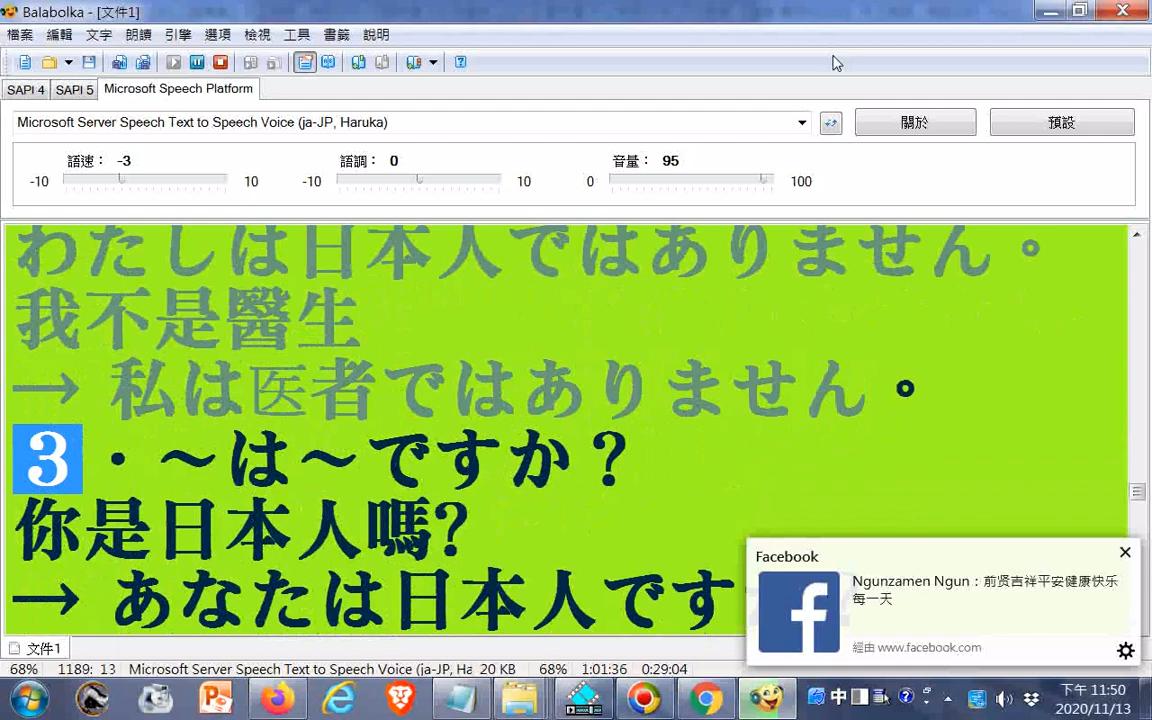 Balabolka - [文件1]
檔案 編輯 文字 朗讀 引擎 選項 檢視 工具 書籤 說明
SAPI 4 SAPI 5 Microsoft Speech Platform
Microsoft Server Speech Text to Speech Voice (ja-JP, Haruka) 關於 預設
語速： -3 語調： 0 音量： 95
-10 10 -10 10 0 100
わたしは日本人ではありません。
我不是醫生
→ 私は医者ではありません。
3・～は～ですか？
你是日本人嗎?
→ あなたは日本人です
Facebook
Ngunzamen Ngun：前贤吉祥平安健康快乐
每一天
經由 www.facebook.com
文件1
68% 1189: 13 Microsoft Server Speech Text to Speech Voice (ja-JP, Ha 20 KB 68% 1:01:36 0:29:04
中
下午 11:50
2020/11/13